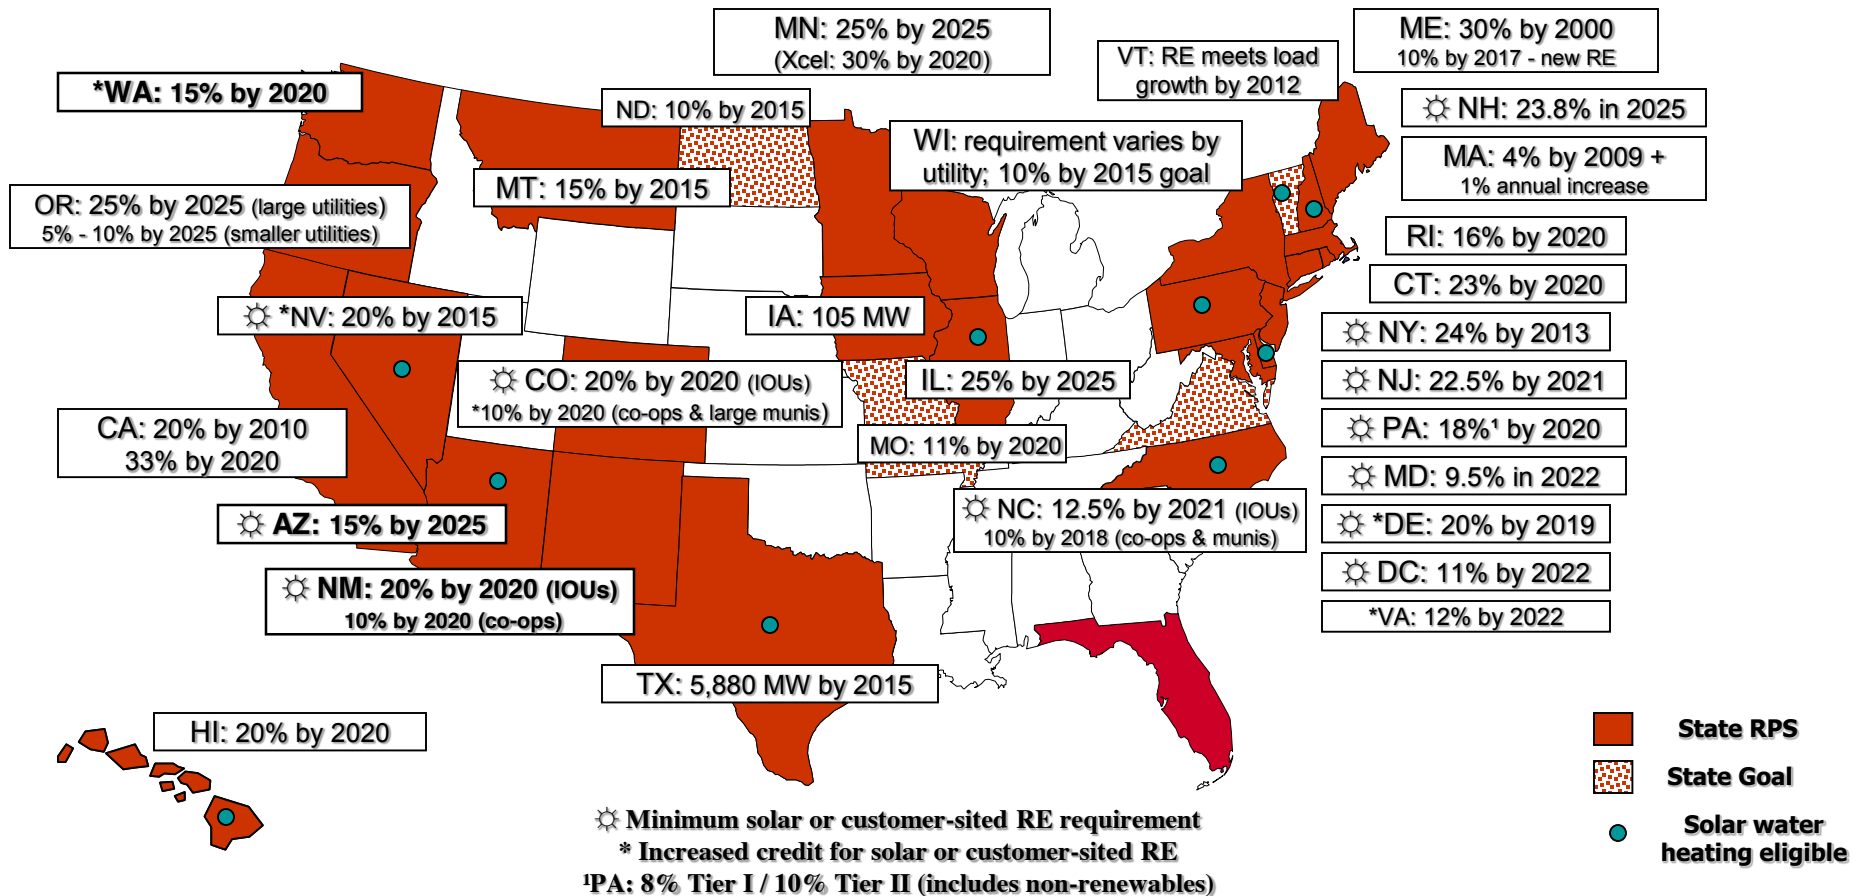 MN: 25% by 2025
(Xcel: 30% by 2020)
ME: 30% by 2000
10% by 2017 - new RE
VT: RE meets load
growth by 2012
*WA: 15% by 2020
ND: 10% by 2015
☼ NH: 23.8% in 2025
WI: requirement varies by
utility; 10% by 2015 goal
MA: 4% by 2009 +
1% annual increase
MT: 15% by 2015
OR: 25% by 2025 (large utilities)
5% - 10% by 2025 (smaller utilities)
RI: 16% by 2020
CT: 23% by 2020
☼ *NV: 20% by 2015
IA: 105 MW
☼ NY: 24% by 2013
☼ CO: 20% by 2020 (IOUs)
*10% by 2020 (co-ops & large munis)
IL: 25% by 2025
☼ NJ: 22.5% by 2021
CA: 20% by 2010
33% by 2020
MO: 11% by 2020
☼ PA: 18%¹ by 2020
☼ MD: 9.5% in 2022
☼ AZ: 15% by 2025
☼ NC: 12.5% by 2021 (IOUs)
10% by 2018 (co-ops & munis)
☼ *DE: 20% by 2019
☼ DC: 11% by 2022
☼ NM: 20% by 2020 (IOUs)
10% by 2020 (co-ops)
*VA: 12% by 2022
TX: 5,880 MW by 2015
HI: 20% by 2020
State RPS
State Goal
Solar water
heating eligible
☼ Minimum solar or customer-sited RE requirement
* Increased credit for solar or customer-sited RE
¹PA: 8% Tier I / 10% Tier II (includes non-renewables)